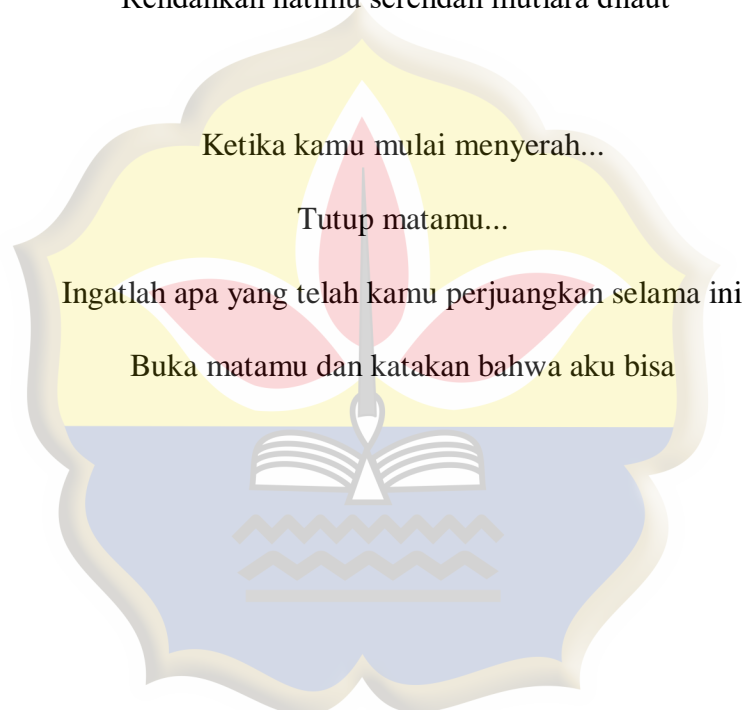 Rendahkan hatimu serendah mutiara dilaut
Ketika kamu mulai menyerah...
Tutup matamu...
Ingatlah apa yang telah kamu perjuangkan selama ini
Buka matamu dan katakan bahwa aku bisa